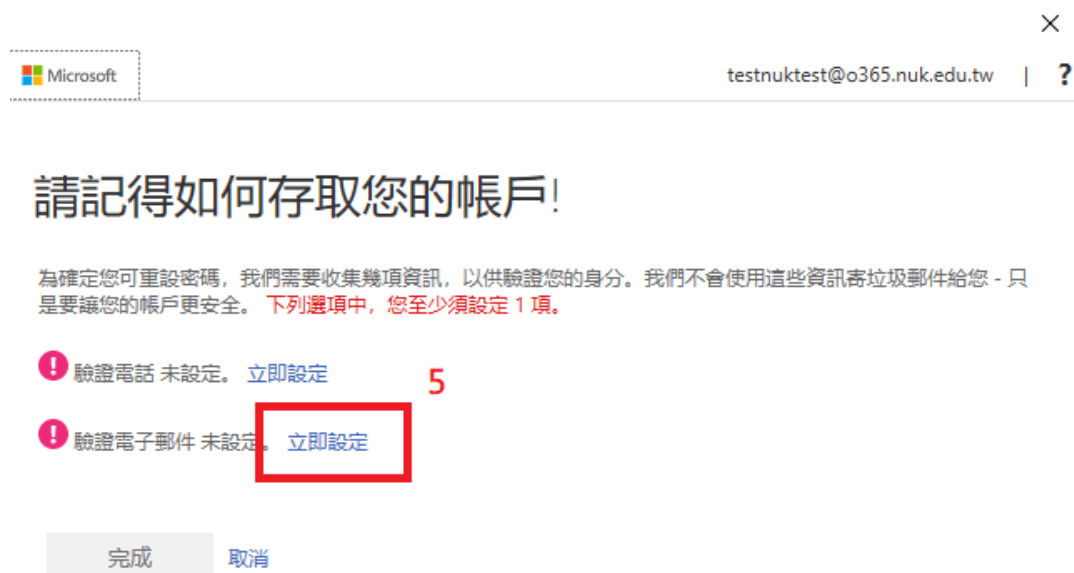 Microsoft
testnuktest@o365.nuk.edu.tw | ?
請記得如何存取您的帳戶!
為確定您可重設密碼，我們需要收集幾項資訊，以供驗證您的身分。我們不會使用這些資訊寄垃圾郵件給您 - 只
是要讓您的帳戶更安全。 下列選項中，您至少須設定 1 項。
! 驗證電話 未設定。 立即設定
5
! 驗證電子郵件 未設定。 立即設定
完成 取消